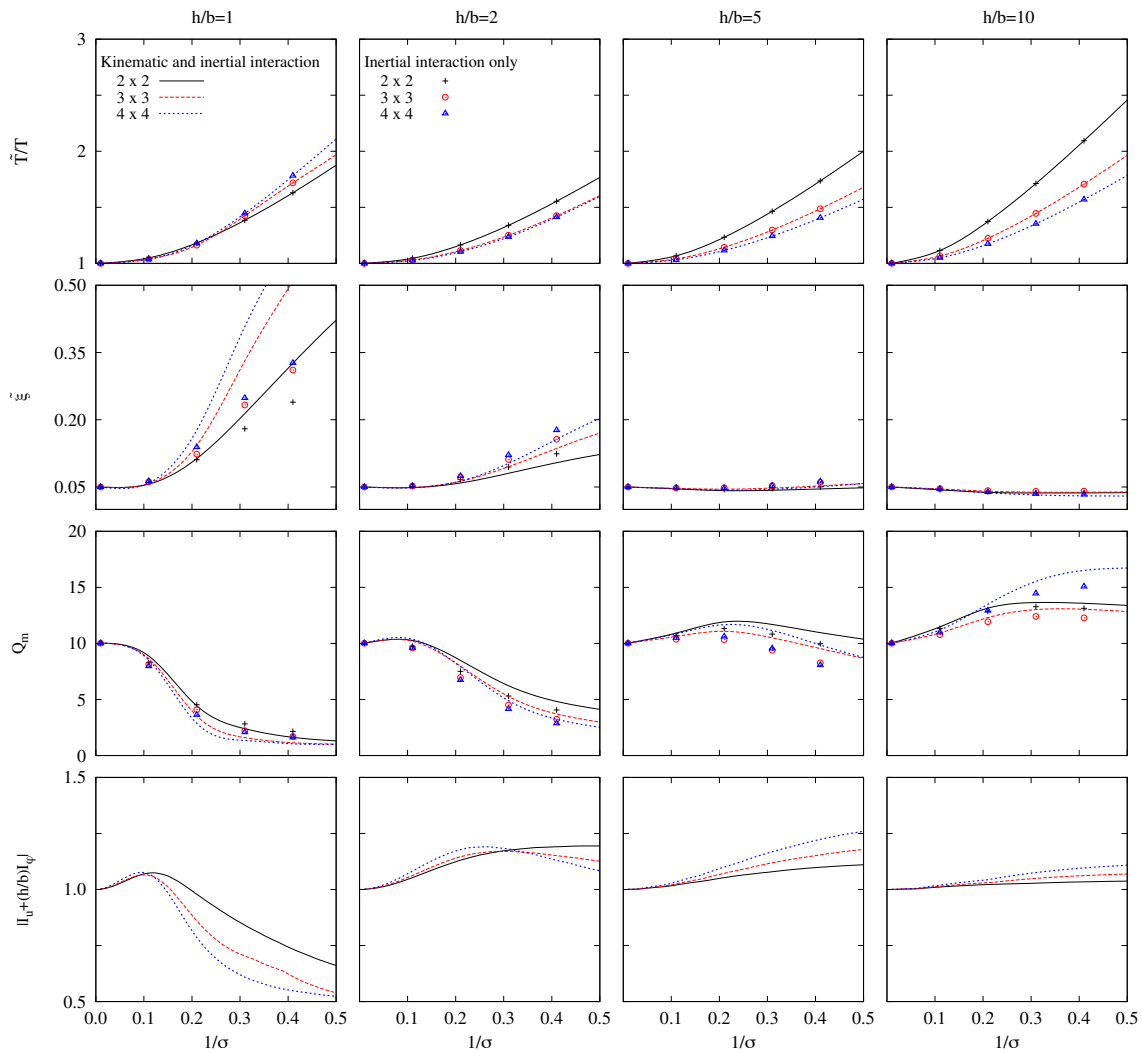 h/b=1 h/b=2 h/b=5 h/b=10
T̃/T
3
2
1
Kinematic and inertial interaction
2 x 2
3 x 3
4 x 4
Inertial interaction only
2 x 2
3 x 3
4 x 4
ξ̃
0.50
0.35
0.20
0.05
Qm
20
15
10
5
0
|Iu+(h/b)Iφ|
1.5
1.0
0.5
0.0 0.1 0.2 0.3 0.4 0.5 0.1 0.2 0.3 0.4 0.5 0.1 0.2 0.3 0.4 0.5 0.1 0.2 0.3 0.4 0.5
1/σ 1/σ 1/σ 1/σ